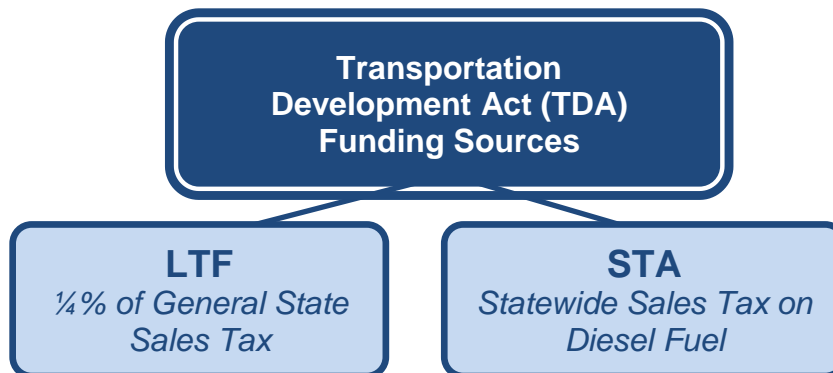 Transportation
Development Act (TDA)
Funding Sources
LTF
¼% of General State
Sales Tax
STA
Statewide Sales Tax on
Diesel Fuel